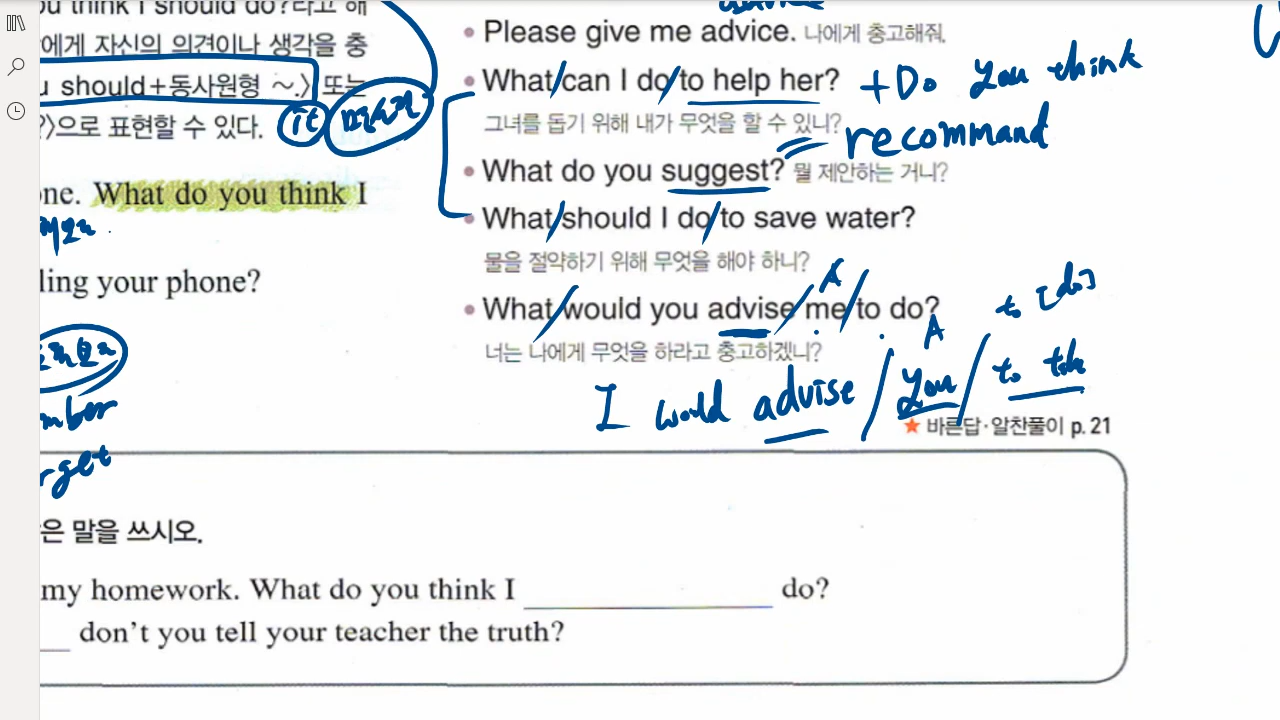 think I should do?라고 해
에게 자신의 의견이나 생각을 충
should+동사원형 ~.〉 또는
?〉으로 표현할 수 있다.
it
ne. What do you think I
ling your phone?
mber
rget
Please give me advice. 나에게 충고해줘.
What can I do to help her? +Do you think
그녀를 돕기 위해 내가 무엇을 할 수 있니?
= recommand
What do you suggest? 뭘 제안하는 거니?
What should I do to save water?
물을 절약하기 위해 무엇을 해야 하니?
A
What would you advise me to do?
to [do]
너는 나에게 무엇을 하라고 충고하겠니?
A
I would advise / you / to
★ 바른답·알찬풀이 p. 21
은 말을 쓰시오.
my homework. What do you think I ____ do?
____ don't you tell your teacher the truth?